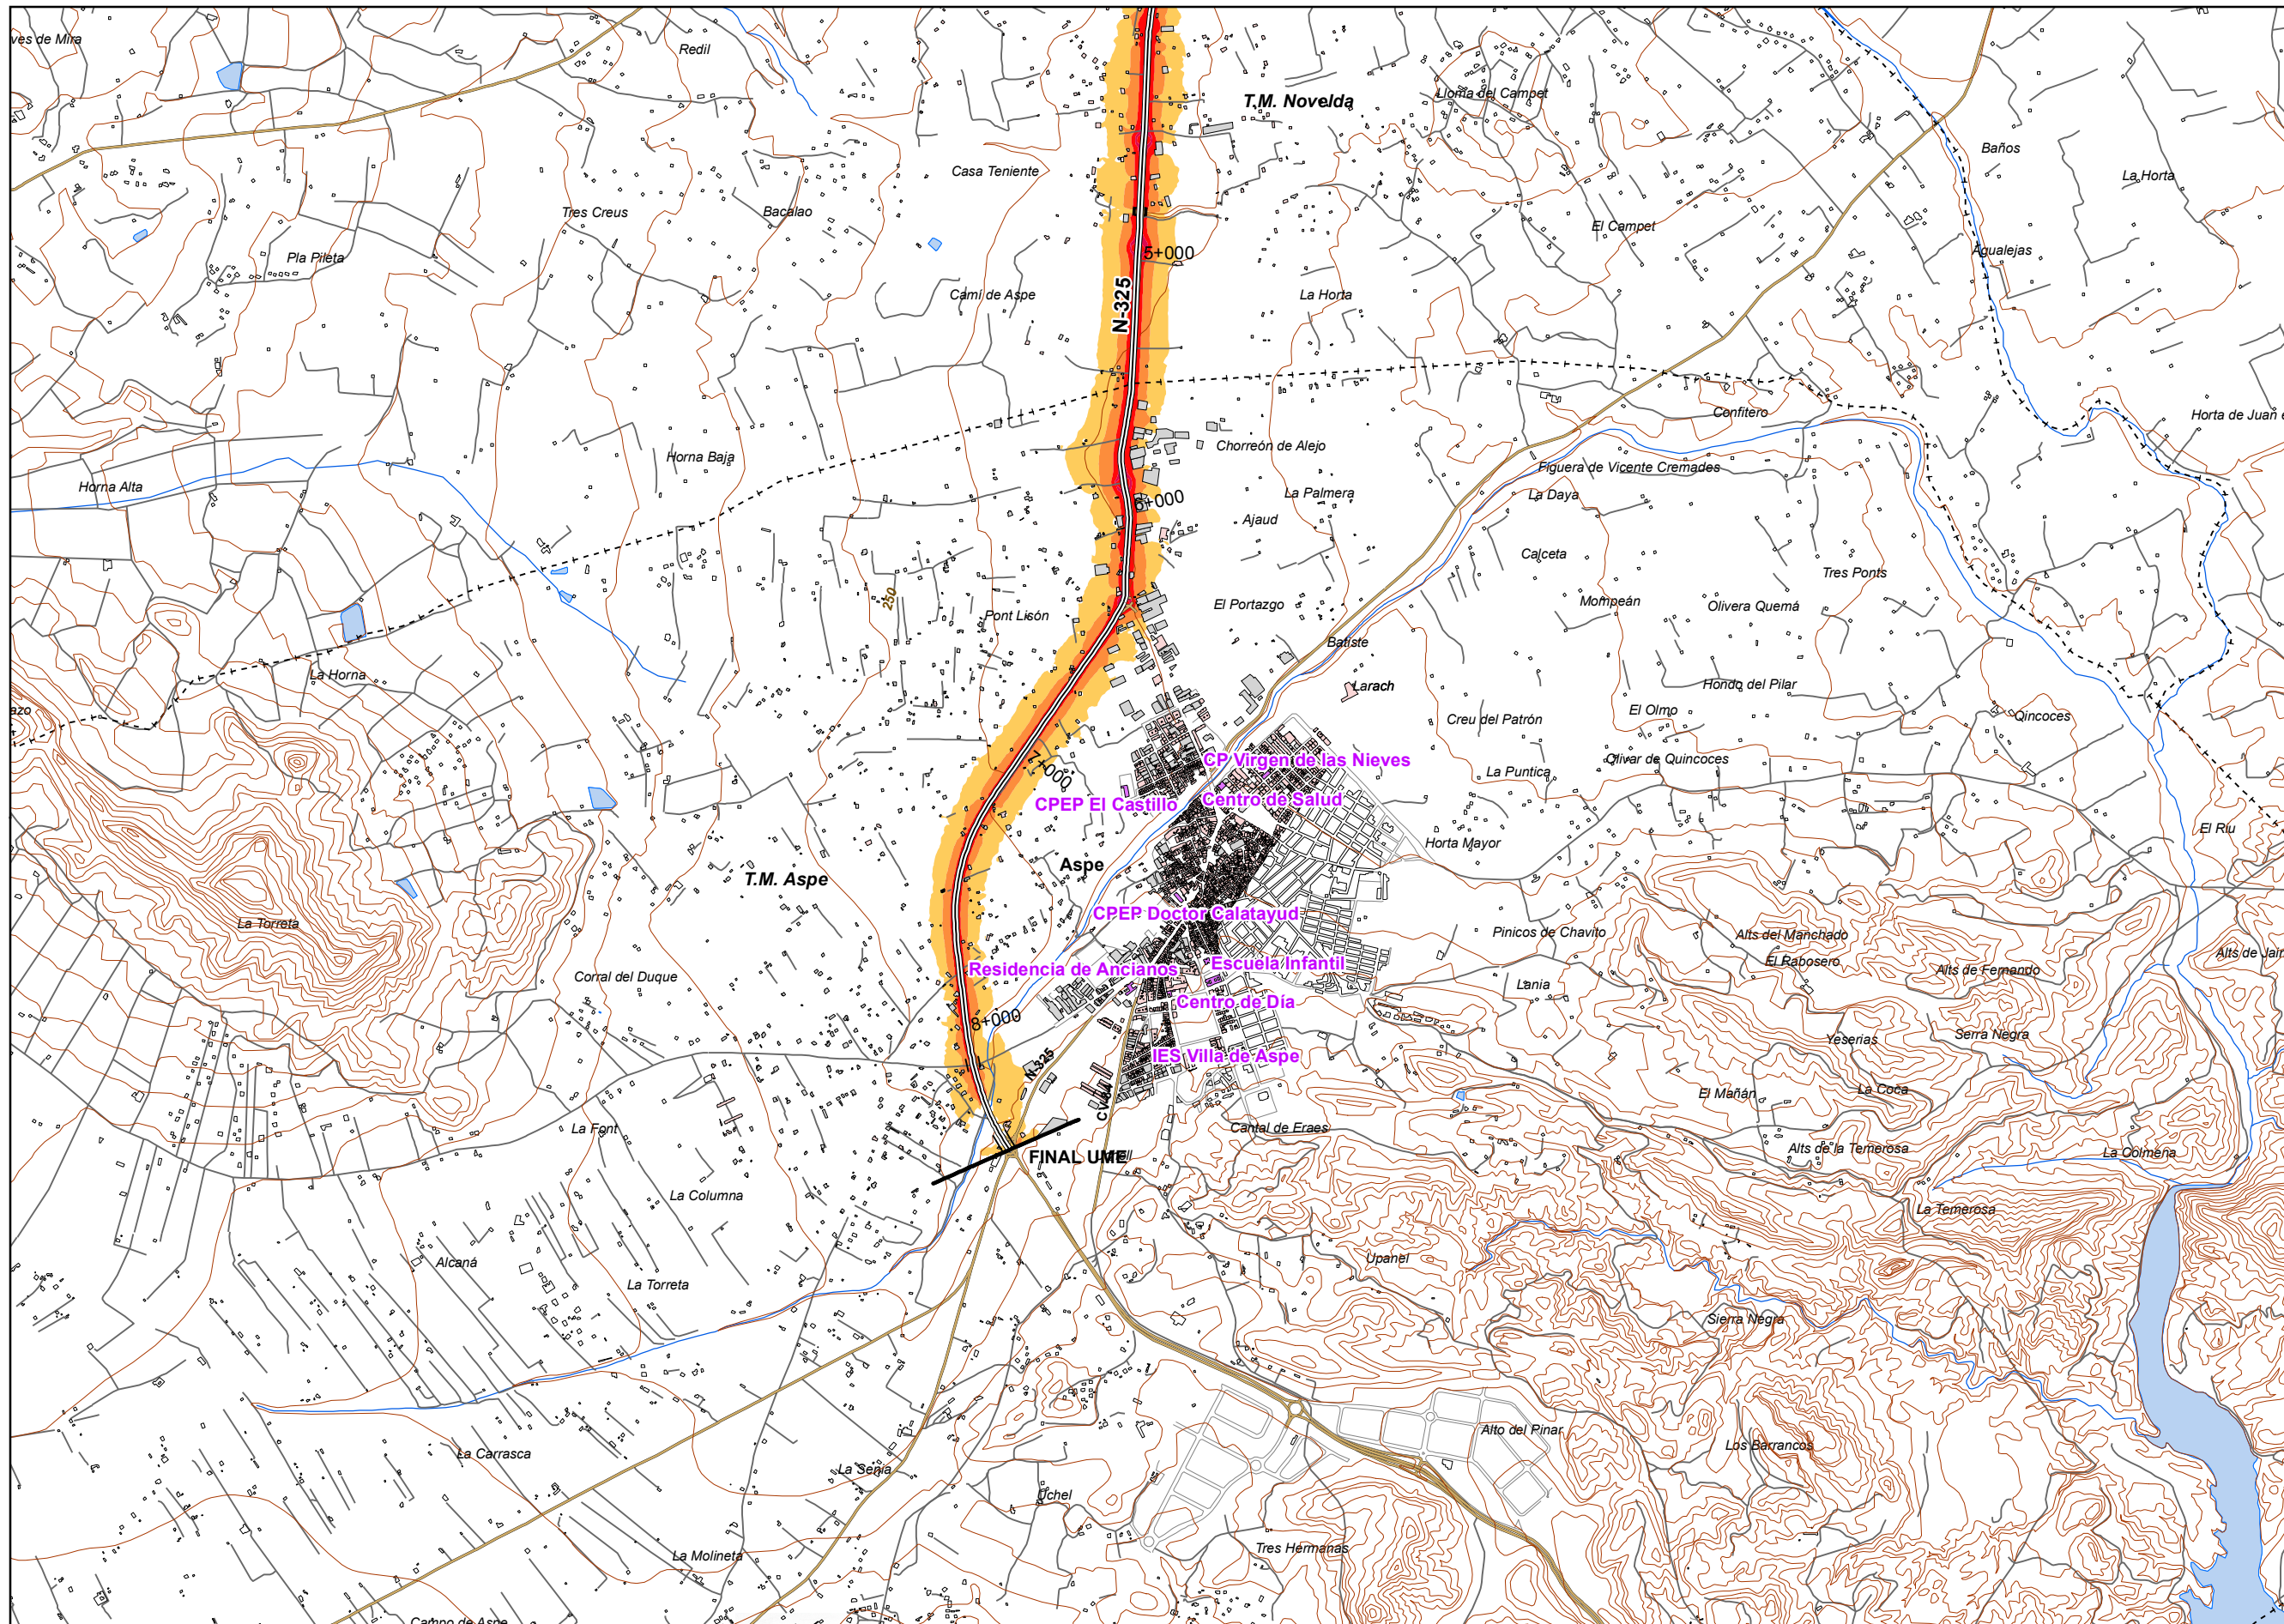 ves de Mira
Redil
T.M. Novelda
Lloma del Campet
Baños
La Horta
Casa Teniente
Tres Creus
Bacalao
El Campet
Pla Pileta
5+000
Agualejas
Camí de Aspe
La Horta
N-325
Confitero
Horta de Juan
Chorreón de Alejo
Horna Baja
Figuera de Vicente Cremades
Horna Alta
La Palmera
La Daya
6+000
Ajaud
Calceta
Tres Ponts
250
Pont Lisón
El Portazgo
Mompeán
Olivera Quemá
Batiste
La Horna
Larach
Hondo del Pilar
azo
El Olmo
Creu del Patrón
Qincoces
CP Virgen de las Nieves
Olivar de Quincoces
7+000
La Puntica
CPEP El Castillo
Centro de Salud
El Riu
Horta Mayor
Aspe
T.M. Aspe
CPEP Doctor Calatayud
La Torreta
Pinicos de Chavito
Alts del Manchado
Alts de Jair
El Rabosero
Escuela Infantil
Residencia de Ancianos
Alts de Fernando
Corral del Duque
Lania
Centro de Día
8+000
Serra Negra
Yeserias
IES Villa de Aspe
N-325
La Coca
El Mañán
CV-84
La Font
Cantal de Eraes
Alts de la Temerosa
La Colmena
FINAL UME
La Columna
La Temerosa
Upanel
Alcaná
La Torreta
Sierra Negra
Alto del Pinar
Los Barrancos
La Carrasca
La Senia
Uchel
Tres Hermanas
La Molineta
Campo de Aspe